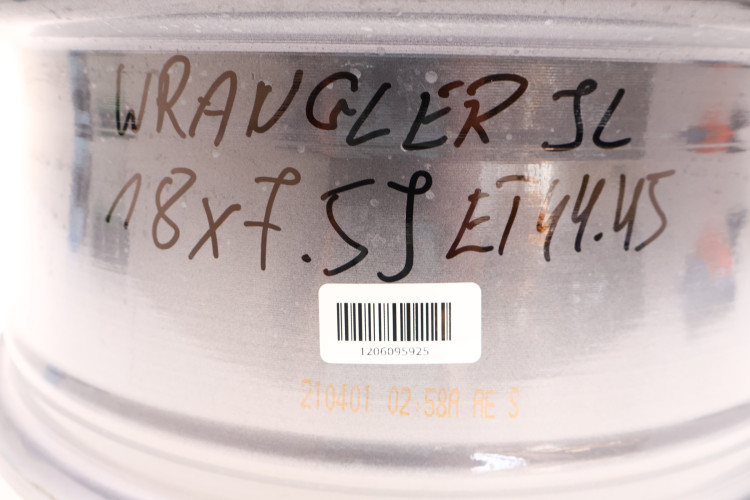 WRANGLER JL
18x7.5J ET44.45
1206095925
210401 02:58A AE S